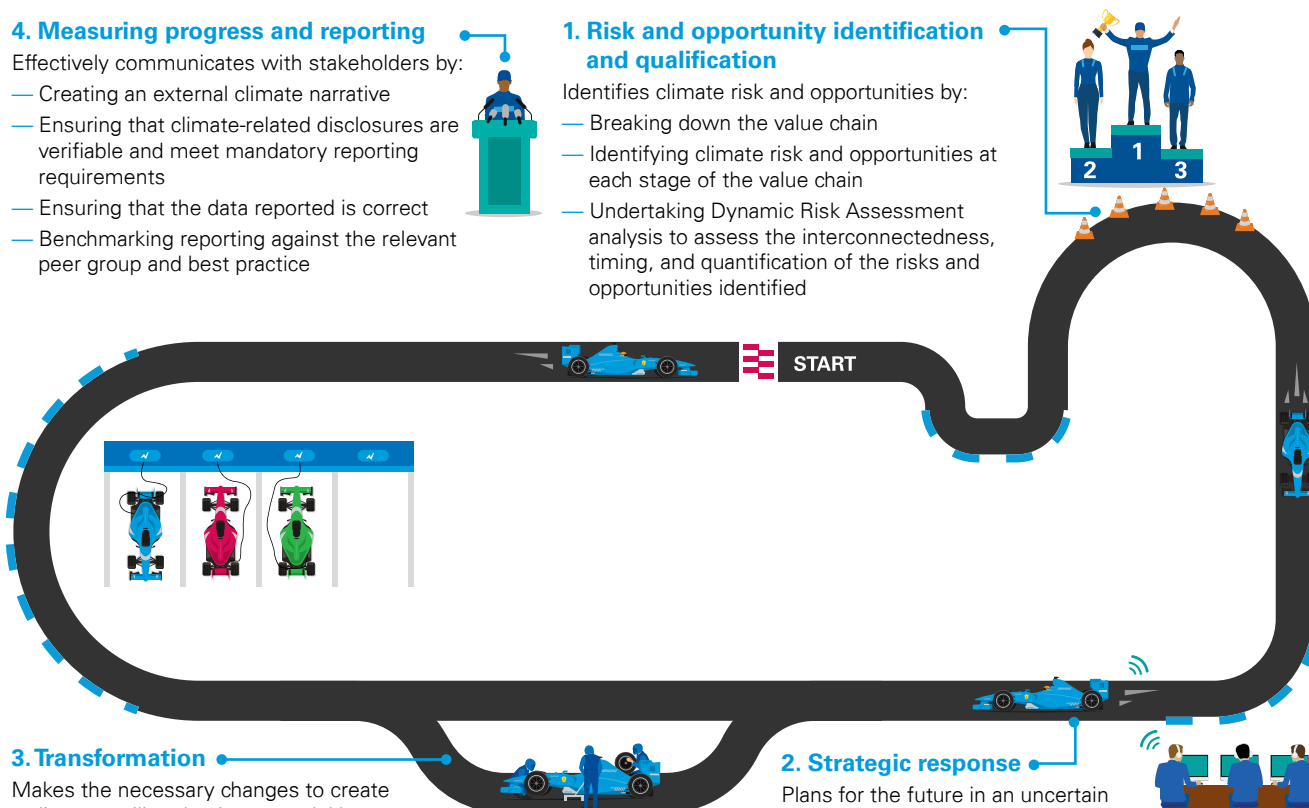 4. Measuring progress and reporting
Effectively communicates with stakeholders by:
— Creating an external climate narrative
— Ensuring that climate-related disclosures are
verifiable and meet mandatory reporting
requirements
— Ensuring that the data reported is correct
— Benchmarking reporting against the relevant
peer group and best practice
1. Risk and opportunity identification
and qualification
Identifies climate risk and opportunities by:
— Breaking down the value chain
— Identifying climate risk and opportunities at
each stage of the value chain
— Undertaking Dynamic Risk Assessment
analysis to assess the interconnectedness,
timing, and quantification of the risks and
opportunities identified
2 1 3
START
3. Transformation
Makes the necessary changes to create
2. Strategic response
Plans for the future in an uncertain